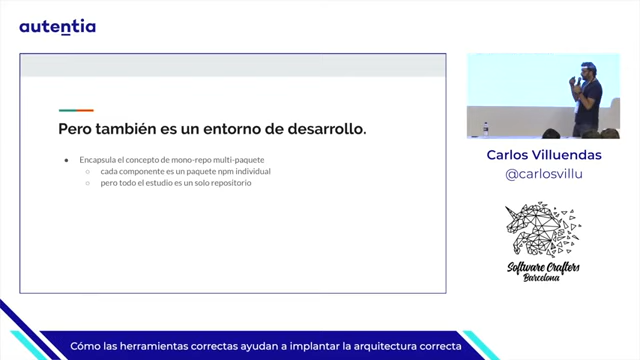 autentia
Pero también es un entorno de desarrollo.
Encapsula el concepto de mono-repo multi-paquete
cada componente es un paquete npm individual
pero todo el estudio es un solo repositorio
Carlos Villuendas
@carlosvillu
Software Crafters
Barcelona
Cómo las herramientas correctas ayudan a implantar la arquitectura correcta